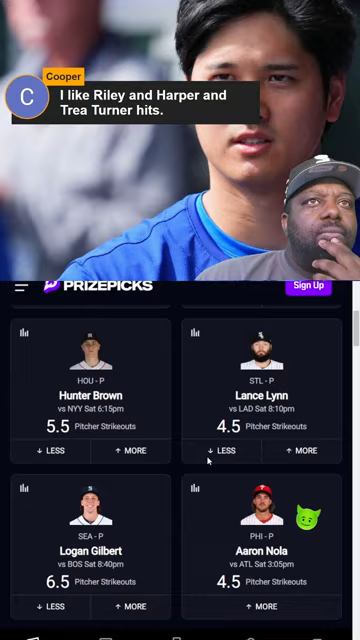 Cooper
C
I like Riley and Harper and
Trea Turner hits.
PRIZEPICKS
Sign Up
HOU - P
Hunter Brown
vs NYY Sat 6:15pm
5.5 Pitcher Strikeouts
↓ LESS
↑ MORE
STL - P
Lance Lynn
vs LAD Sat 8:10pm
4.5 Pitcher Strikeouts
↓ LESS
↑ MORE
SEA - P
Logan Gilbert
vs BOS Sat 8:40pm
6.5 Pitcher Strikeouts
↓ LESS
↑ MORE
PHI - P
Aaron Nola
vs ATL Sat 3:05pm
4.5 Pitcher Strikeouts
↑ MORE